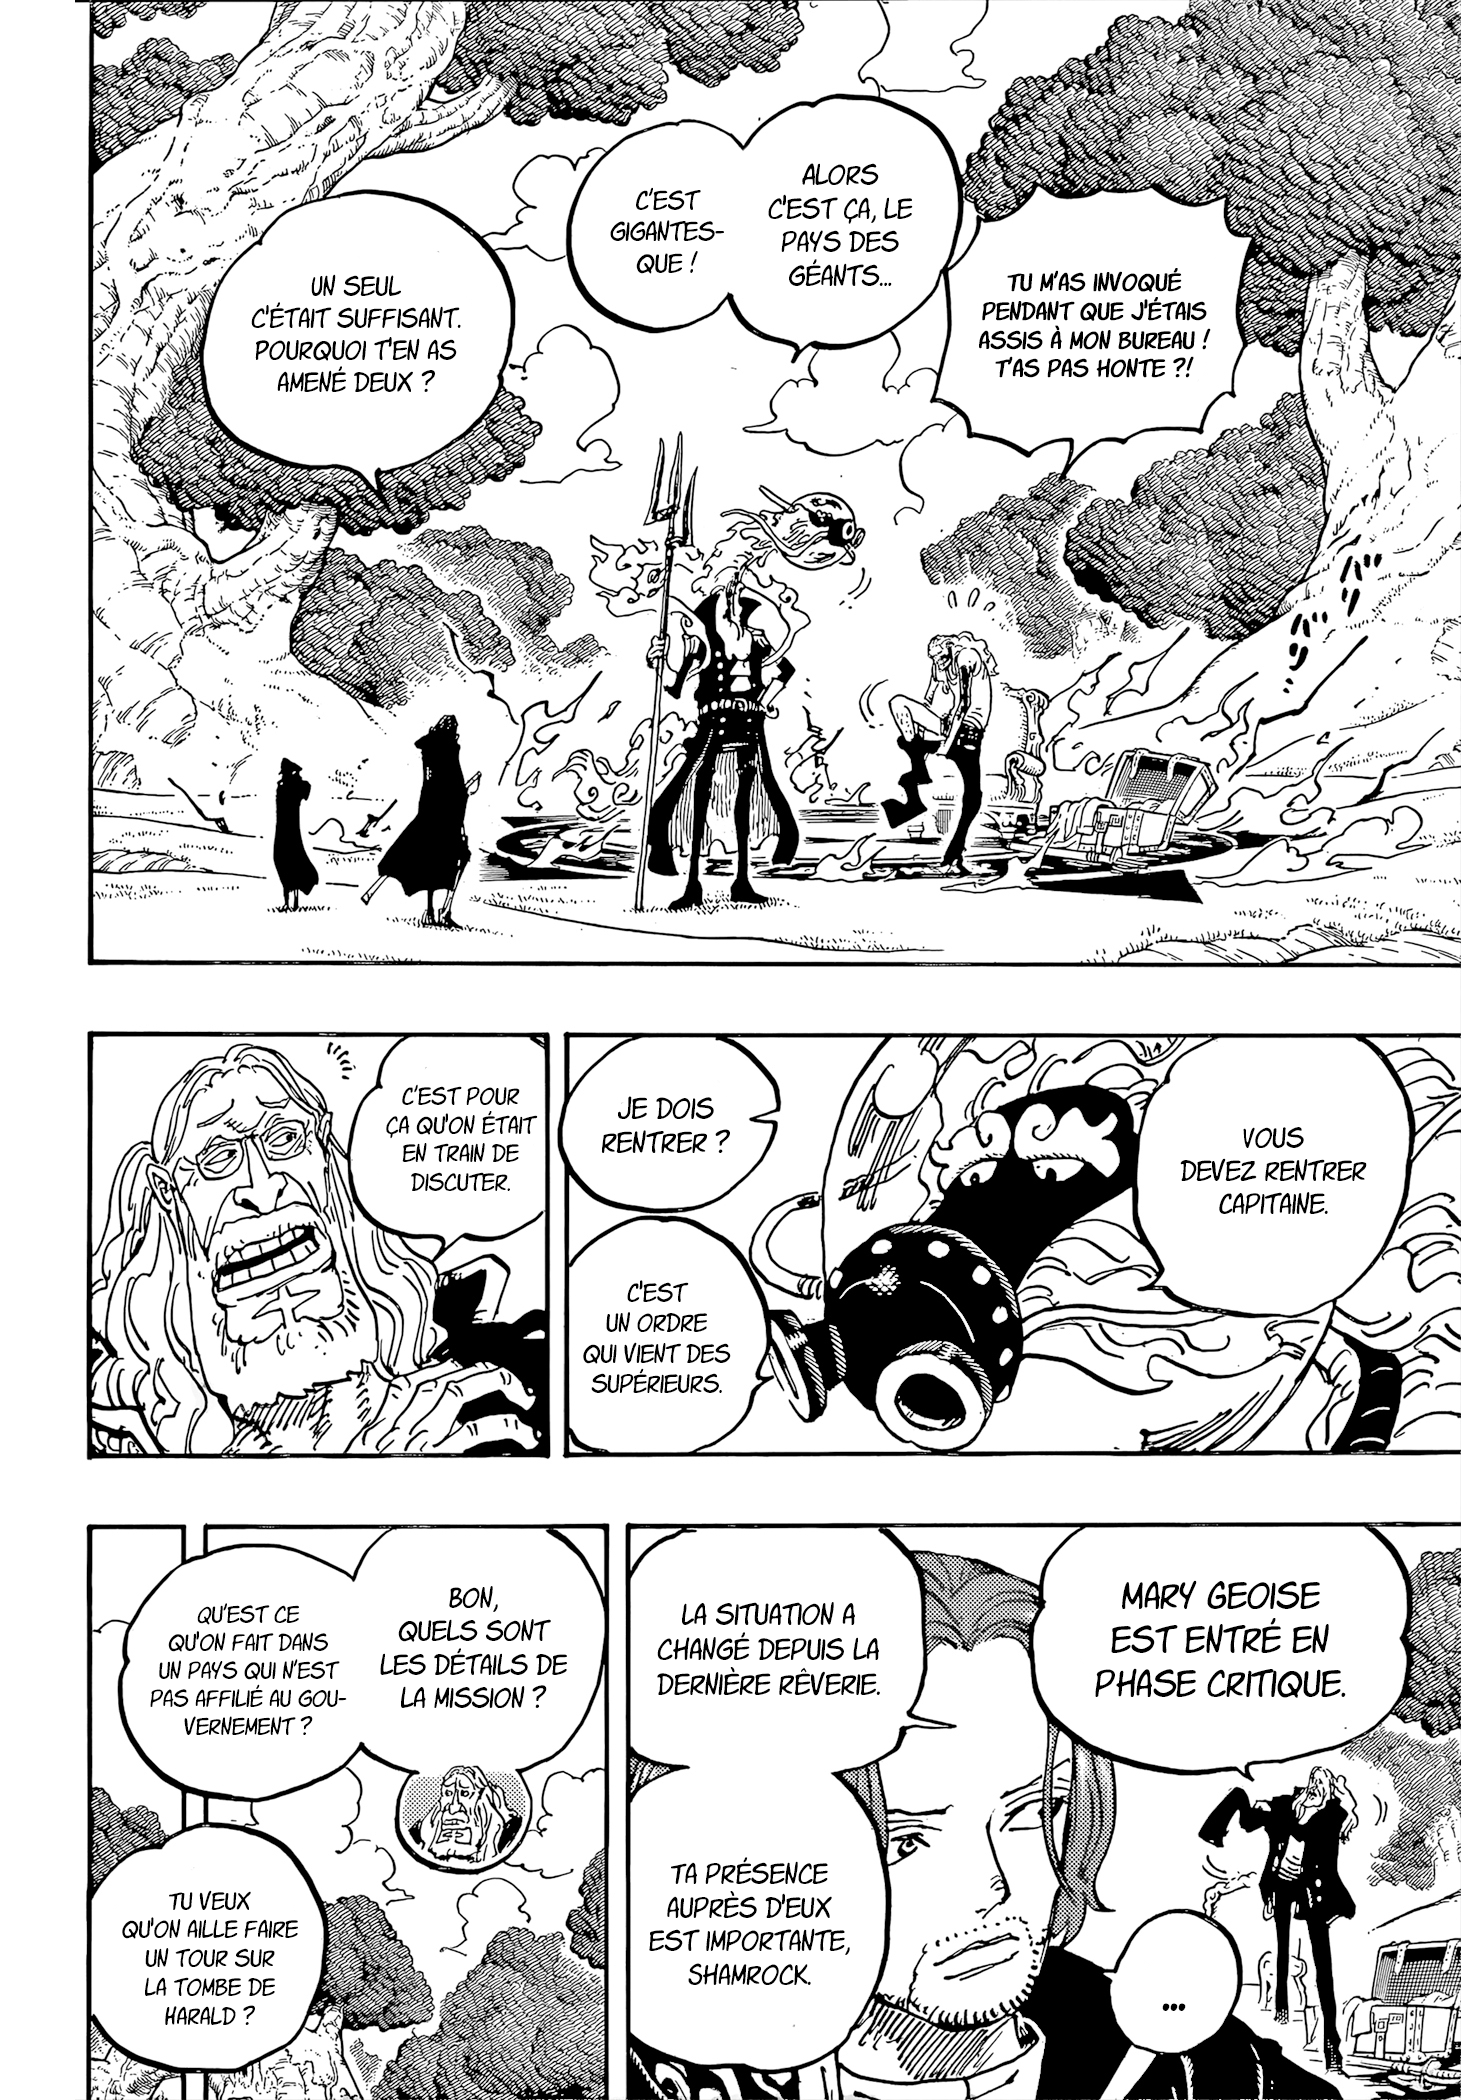 TU M'AS INVOQUÉ
PENDANT QUE J'ÉTAIS
ASSIS À MON BUREAU !
T'AS PAS HONTE ?!
ALORS
C'EST ÇA, LE
PAYS DES
GÉANTS...
C'EST
GIGANTES-
QUE !
UN SEUL
C'ÉTAIT SUFFISANT.
POURQUOI T'EN AS
AMENÉ DEUX ?
バリバリ
VOUS
DEVEZ RENTRER
CAPITAINE.
JE DOIS
RENTRER ?
C'EST
UN ORDRE
QUI VIENT DES
SUPÉRIEURS.
C'EST POUR
ÇA QU'ON ÉTAIT
EN TRAIN DE
DISCUTER.
MARY GEOISE
EST ENTRÉ EN
PHASE CRITIQUE.
LA SITUATION A
CHANGÉ DEPUIS LA
DERNIÈRE RÊVERIE.
TA PRÉSENCE
AUPRÈS D'EUX
EST IMPORTANTE,
SHAMROCK.
...
BON,
QUELS SONT
LES DÉTAILS DE
LA MISSION ?
QU'EST CE
QU'ON FAIT DANS
UN PAYS QUI N'EST
PAS AFFILIÉ AU GOU-
VERNEMENT ?
TU VEUX
QU'ON AILLE FAIRE
UN TOUR SUR
LA TOMBE DE
HARALD ?